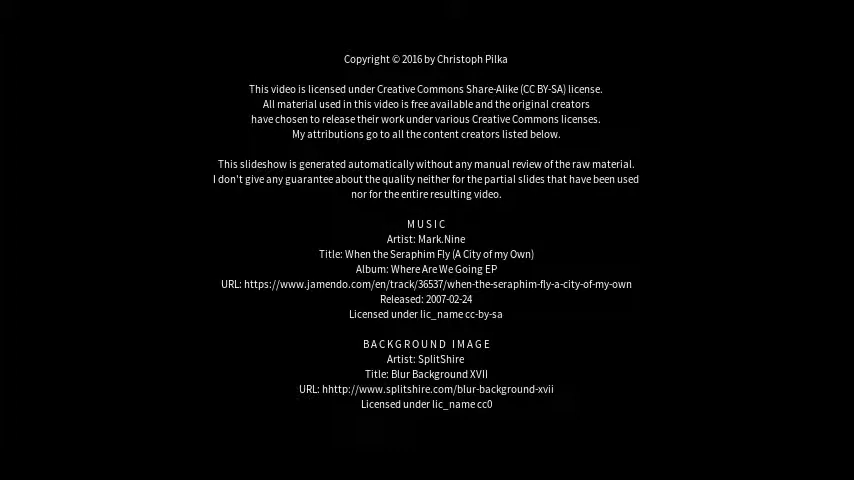 Copyright © 2016 by Christoph Pilka
This video is licensed under Creative Commons Share-Alike (CC BY-SA) license.
All material used in this video is free available and the original creators
have chosen to release their work under various Creative Commons licenses.
My attributions go to all the content creators listed below.
This slideshow is generated automatically without any manual review of the raw material.
I don't give any guarantee about the quality neither for the partial slides that have been used
nor for the entire resulting video.
MUSIC
Artist: Mark.Nine
Title: When the Seraphim Fly (A City of my Own)
Album: Where Are We Going EP
URL: https://www.jamendo.com/en/track/36537/when-the-seraphim-fly-a-city-of-my-own
Released: 2007-02-24
Licensed under lic_name cc-by-sa
BACKGROUND IMAGE
Artist: SplitShire
Title: Blur Background XVII
URL: hhttp://www.splitshire.com/blur-background-xvii
Licensed under lic_name cc0